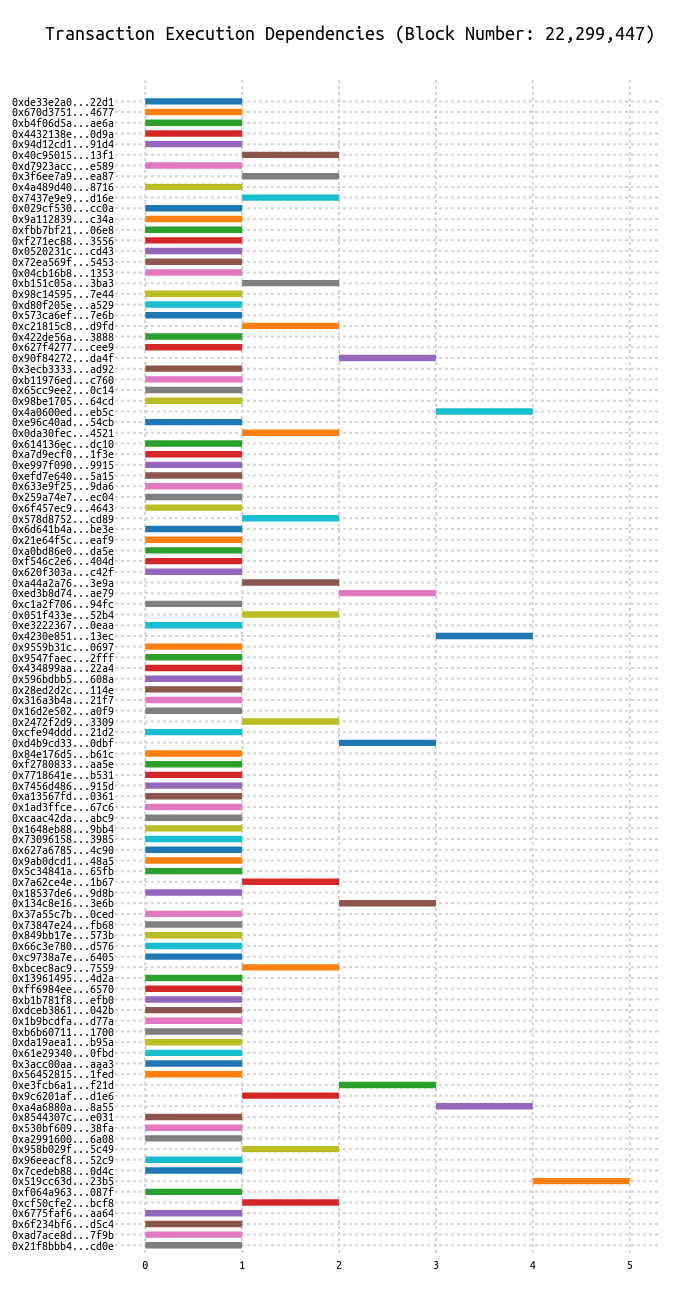 Transaction Execution Dependencies (Block Number: 22,299,447)
0xde33e2a0...22d1
0x670d3751...4677
0xb4f06d5a...ae6a
0x4432138e...0d9a
0x94d12cd1...91d4
0x40c95015...13f1
0xd7923acc...e589
0x3f6ee7a9...ea87
0x4a489d40...8716
0x7437e9e9...d16e
0x029cf530...cc0a
0x9a112839...c34a
0xfbb7bf21...06e8
0xf271ec88...3556
0x0520231c...cd43
0x72ea569f...5453
0x04cb16b8...1353
0xb151c05a...3ba3
0x98c14595...7e44
0xd80f205e...a529
0x573ca6ef...7e6b
0xc21815c8...d9fd
0x422de56a...3888
0x627f4277...cee9
0x90f84272...da4f
0x3ecb3333...ad92
0xb11976ed...c760
0x65cc9ee2...0c14
0x98be1705...64cd
0x4a0600ed...eb5c
0xe96c40ad...54cb
0x0da30fec...4521
0x614136ec...dc10
0xa7d9ecf0...1f3e
0xe997f090...9915
0xefd7e640...5a15
0x633e9f25...9da6
0x259a74e7...ec04
0x6f457ec9...4643
0x578d8752...cd89
0x6d641b4a...be3e
0x21e64f5c...eaf9
0xa0bd86e0...da5e
0xf546c2e6...404d
0x620f303a...c42f
0xa44a2a76...3e9a
0xed3b8d74...ae79
0xc1a2f706...94fc
0x051f433e...52b4
0xe3222367...0eaa
0x4230e851...13ec
0x9559b31c...0697
0x9547faec...2fff
0x434899aa...22a4
0x596bdbb5...608a
0x28ed2d2c...114e
0x316a3b4a...21f7
0x16d2e502...a0f9
0x2472f2d9...3309
0xcfe94ddd...21d2
0xd4b9cd33...0dbf
0x84e176d5...b61c
0xf2780833...aa5e
0x7718641e...b531
0x7456d486...915d
0xa13567fd...0361
0x1ad3ffce...67c6
0xcaac42da...abc9
0x1648eb88...9bb4
0x73096158...3985
0x627a6785...4c90
0x9ab0dcd1...48a5
0x5c34841a...65fb
0x7a62ce4e...1b67
0x18537de6...9d8b
0x134c8e16...3e6b
0x37a55c7b...0ced
0x73847e24...fb68
0x849bb17e...573b
0x66c3e780...d576
0xc9738a7e...6405
0xbcec8ac9...7559
0x13961495...4d2a
0xff6984ee...6570
0xb1b781f8...efb0
0xdceb3861...042b
0x1b9bcdfa...d77a
0xb6b60711...1700
0xda19aea1...b95a
0x61e29340...0fbd
0x3acc00aa...aaa3
0x56452815...1fed
0xe3fcb6a1...f21d
0x9c6201af...d1e6
0xa4a6880a...8a55
0x8544307c...e031
0x530bf609...38fa
0xa2991600...6a08
0x958b029f...5c49
0x96eeacf8...52c9
0x7cedeb88...0d4c
0x519cc63d...23b5
0xf064a963...087f
0xcf50cfe2...bcf8
0x6775faf6...aa64
0x6f234bf6...d5c4
0xad7ace8d...7f9b
0x21f8bbb4...cd0e
0 1 2 3 4 5